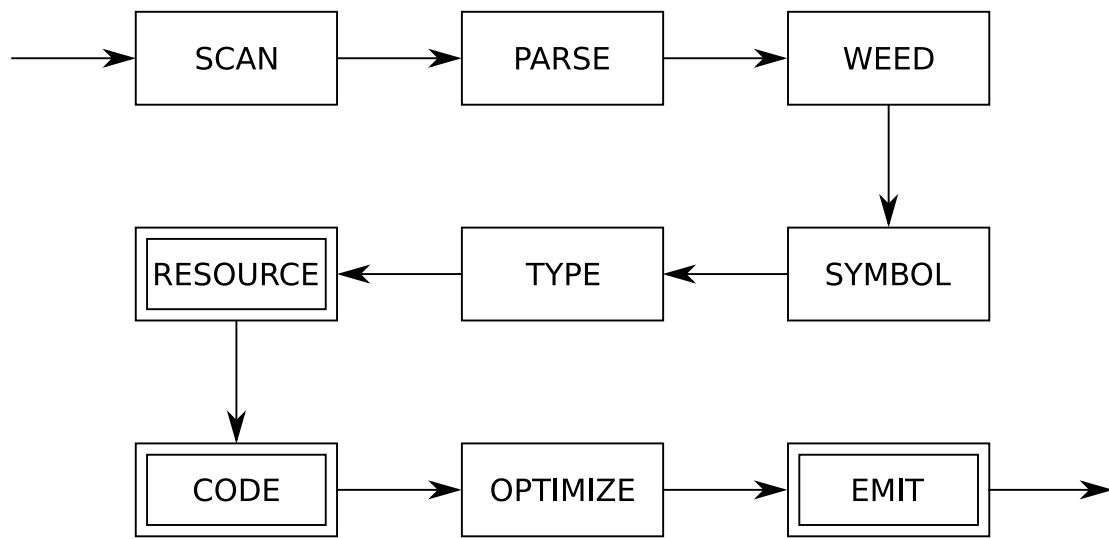 SCAN
PARSE
WEED
RESOURCE
TYPE
SYMBOL
CODE
OPTIMIZE
EMIT